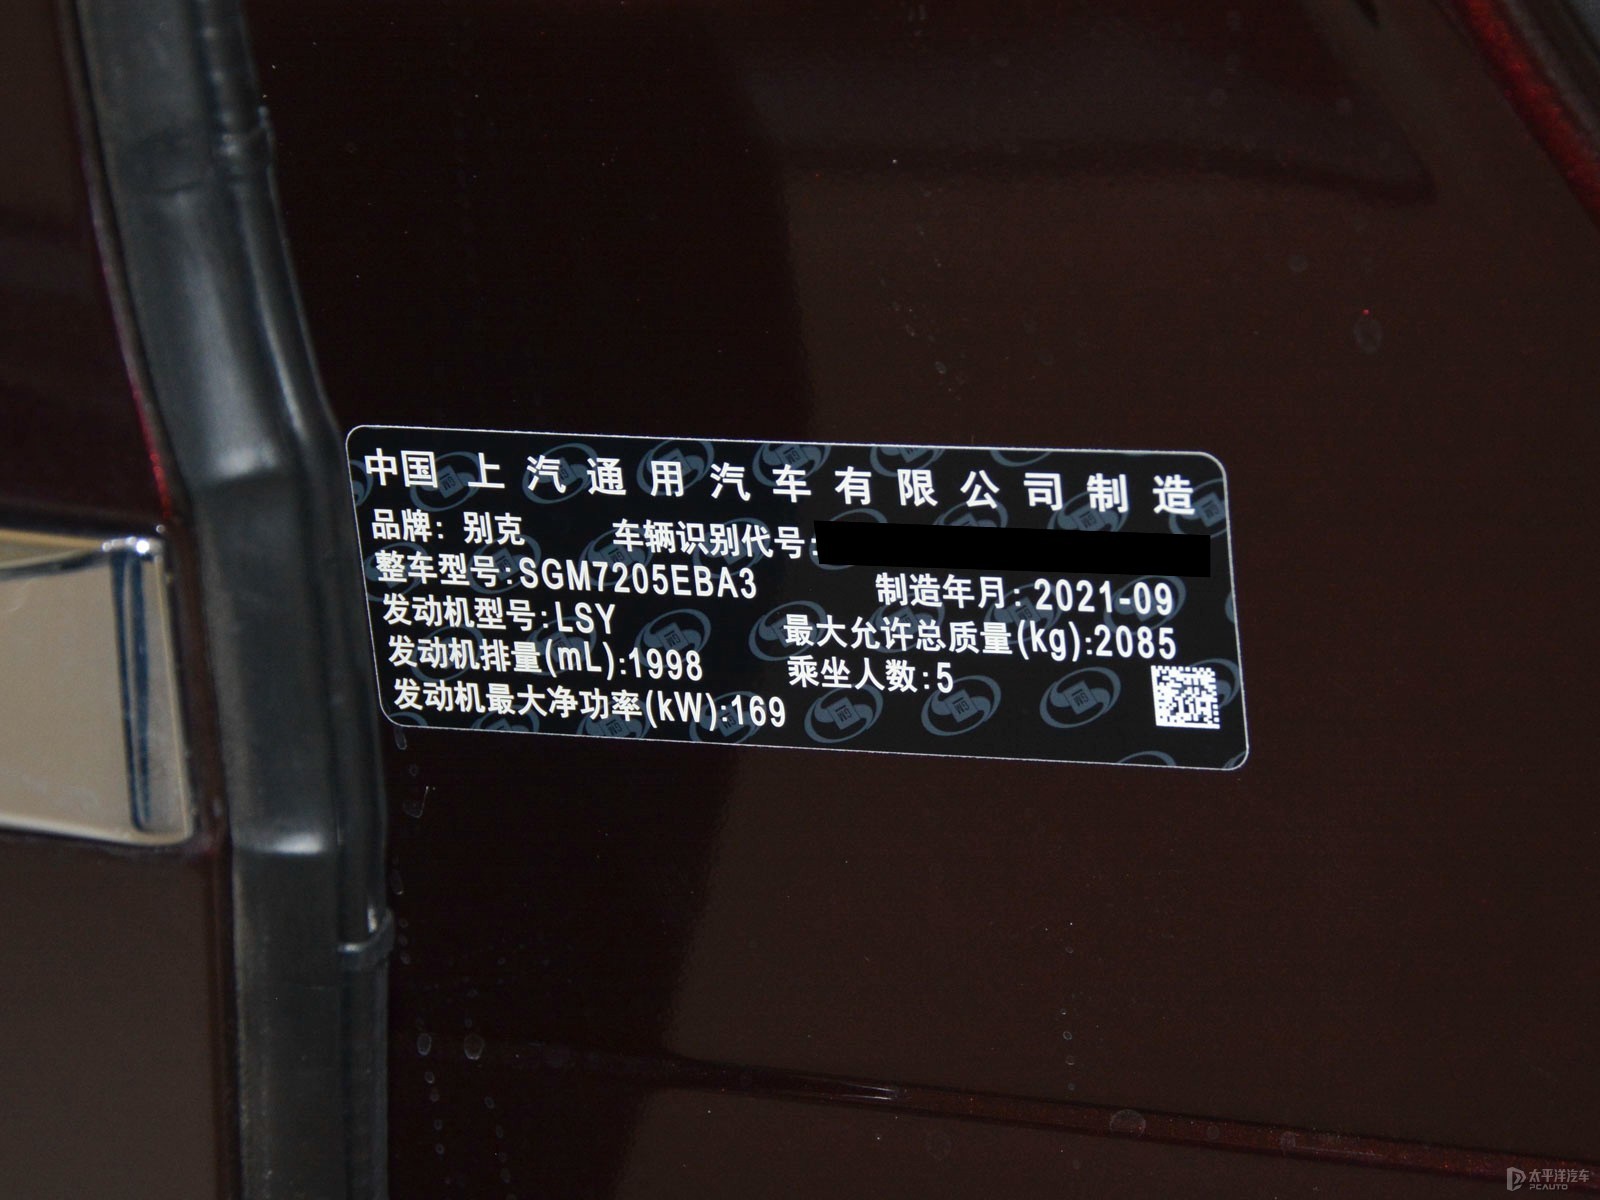 中国上汽通用汽车有限公司制造
品牌: 别克 车辆识别代号:
整车型号:SGM7205EBA3 制造年月: 2021-09
发动机型号:LSY 最大允许总质量(kg):2085
发动机排量(mL):1998 乘坐人数:5
发动机最大净功率(kW):169
太平洋汽车
PCAUTO